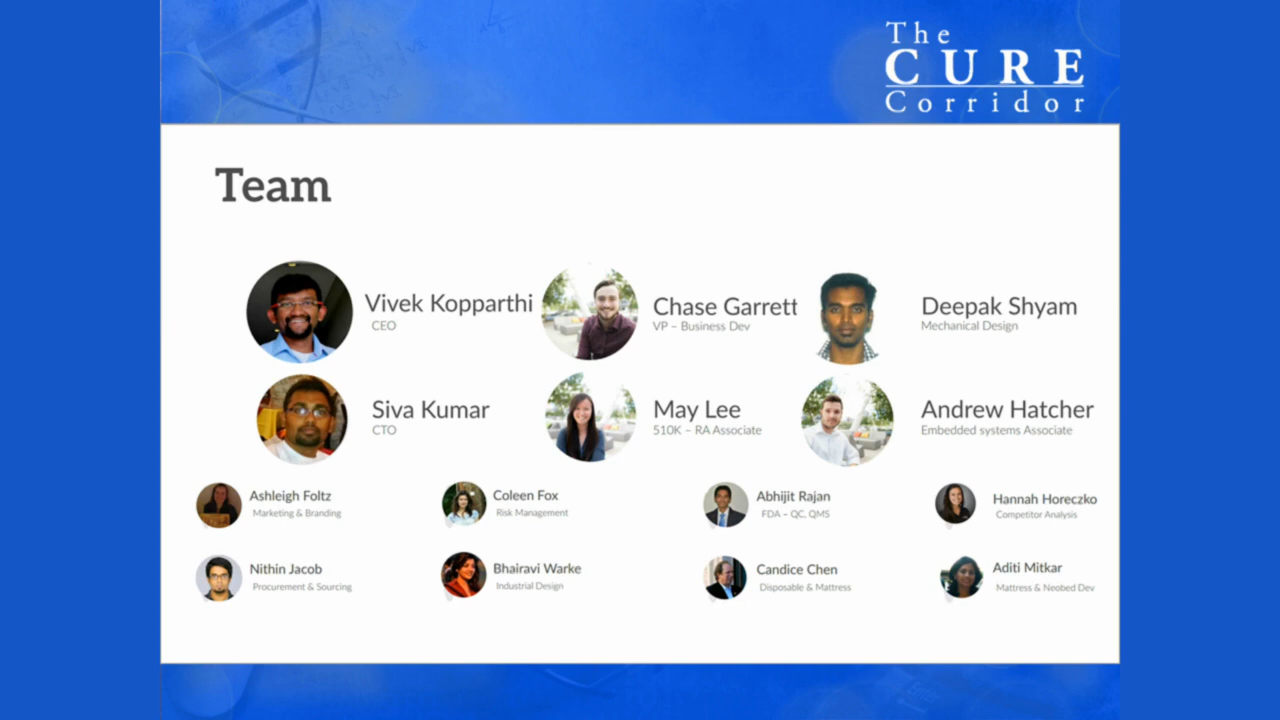 The
CURE
Corridor
Team
Vivek Kopparthi
CEO
Chase Garrett
VP – Business Dev
Deepak Shyam
Mechanical Design
Siva Kumar
CTO
May Lee
510K – RA Associate
Andrew Hatcher
Embedded systems Associate
Ashleigh Foltz
Marketing & Branding
Coleen Fox
Risk Management
Abhijit Rajan
FDA – QC, QMS
Hannah Horeczko
Competitor Analysis
Nithin Jacob
Procurement & Sourcing
Bhairavi Warke
Industrial Design
Candice Chen
Disposable & Mattress
Aditi Mitkar
Mattress & Neobed Dev